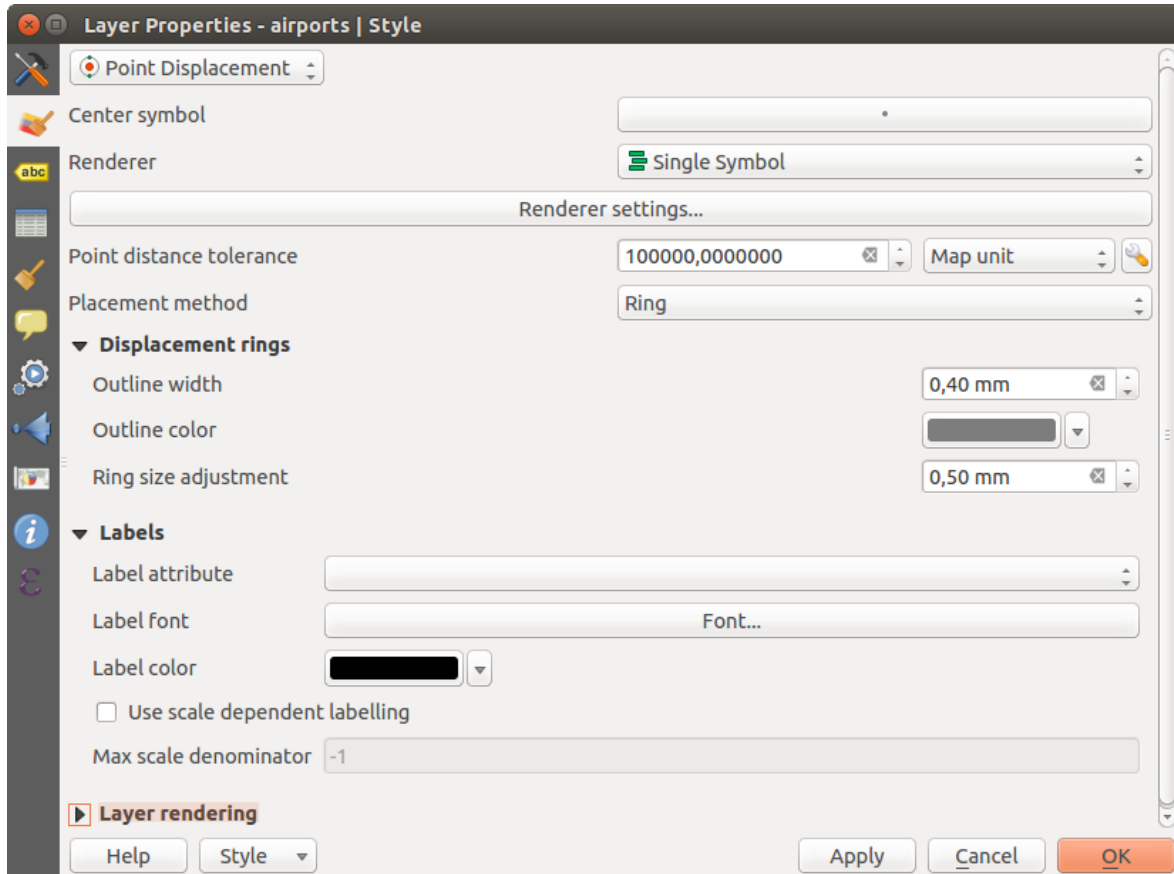 Layer Properties - airports | Style
Point Displacement
Center symbol
Renderer
Single Symbol
Renderer settings...
Point distance tolerance
100000,0000000
Map unit
Placement method
Ring
Displacement rings
Outline width
0,40 mm
Outline color
Ring size adjustment
0,50 mm
abc
Labels
Label attribute
Label font
Font...
Label color
Use scale dependent labelling
Max scale denominator
-1
Layer rendering
Help
Style
Apply
Cancel
OK